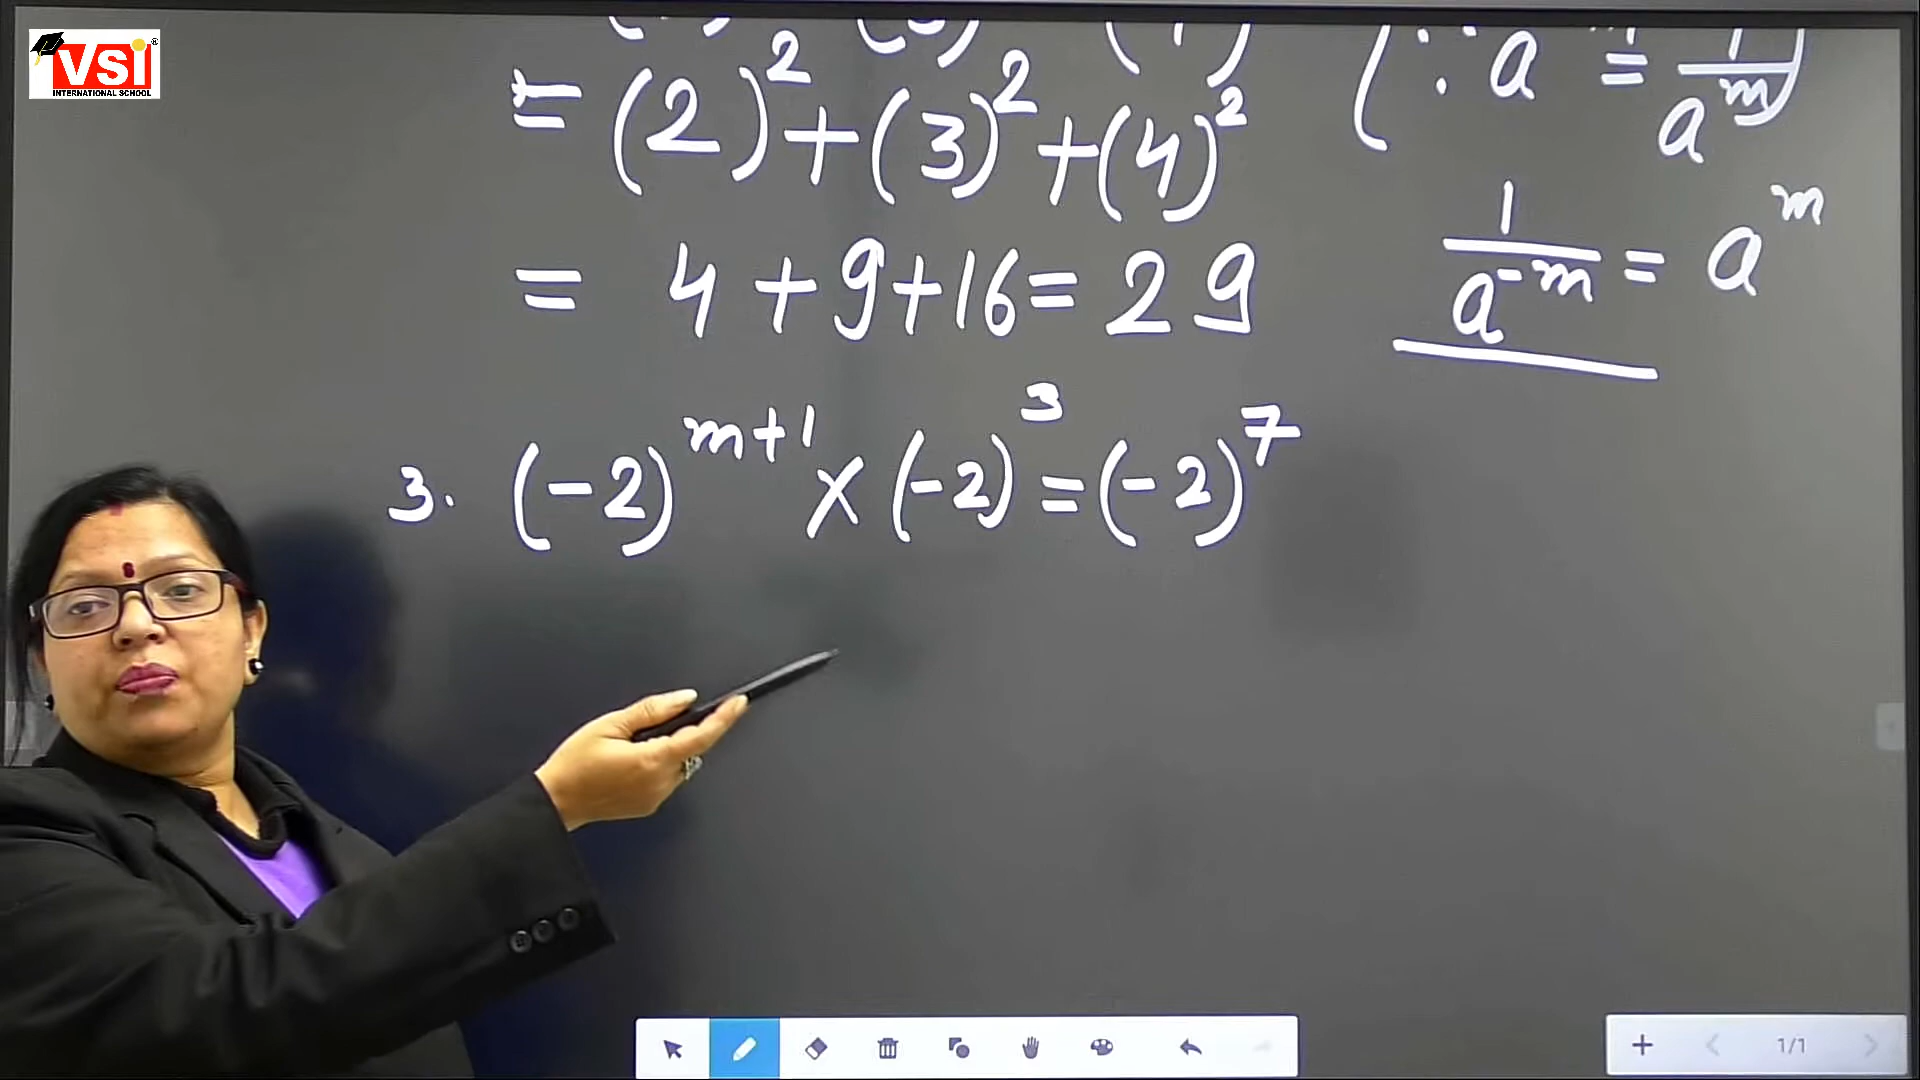 VSI
INTERNATIONAL SCHOOL
= (2)² + (3)² + (4)²
= 4 + 9 + 16 = 29
3. (-2)^{m+1} × (-2)³ = (-2)⁷
1/a^{-m} = a^m
1/1